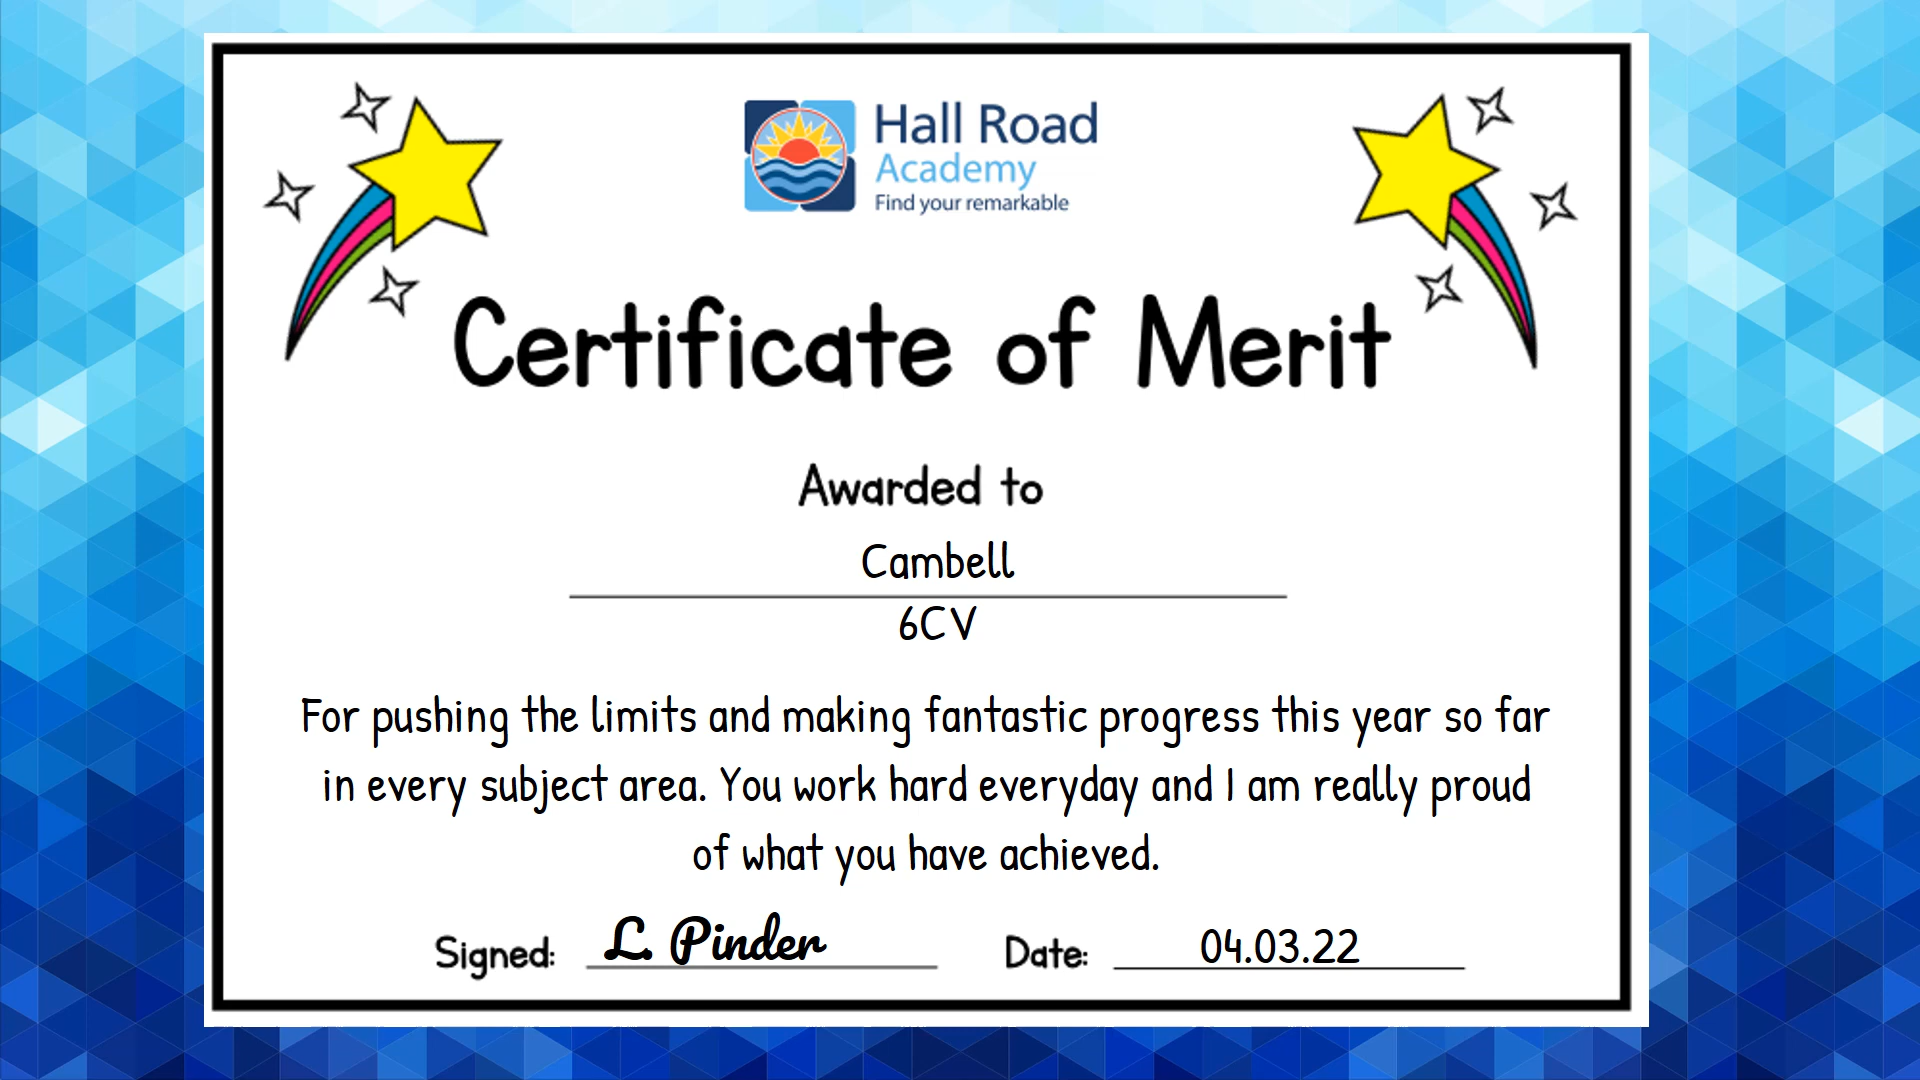 Hall Road
Academy
Find your remarkable
Certificate of Merit
Awarded to
Cambell
6CV
For pushing the limits and making fantastic progress this year so far
in every subject area. You work hard everyday and I am really proud
of what you have achieved.
Signed: L. Pinder Date: 04.03.22